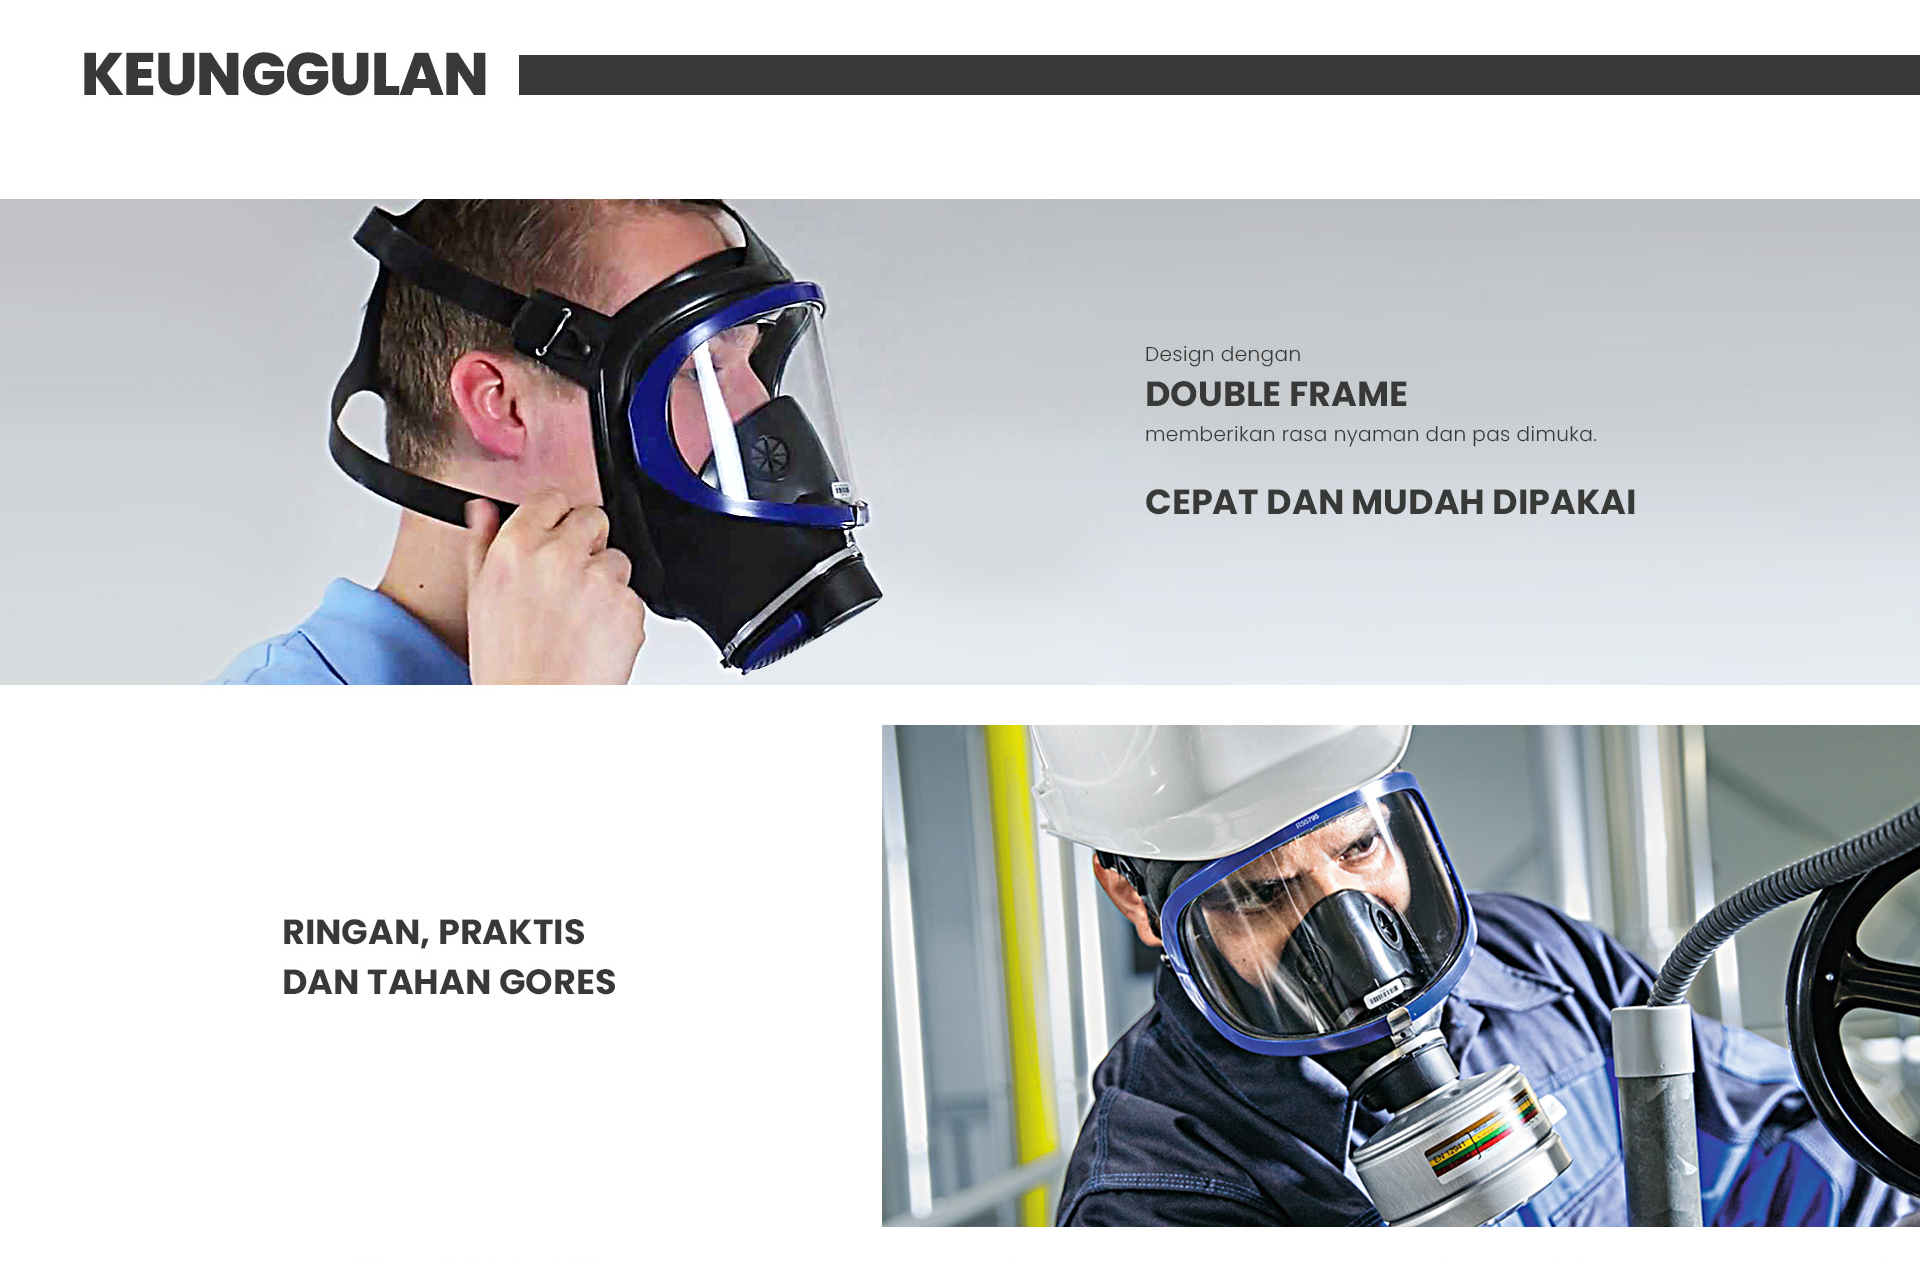 KEUNGGULAN
Design dengan
DOUBLE FRAME
memberikan rasa nyaman dan pas dimuka.
CEPAT DAN MUDAH DIPAKAI
RINGAN, PRAKTIS
DAN TAHAN GORES